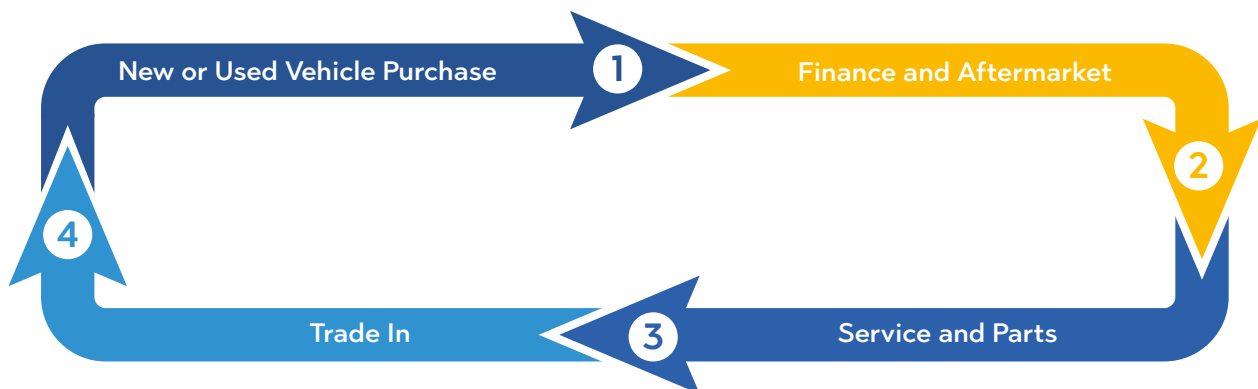 New or Used Vehicle Purchase
1
Finance and Aftermarket
2
Service and Parts
3
Trade In
4